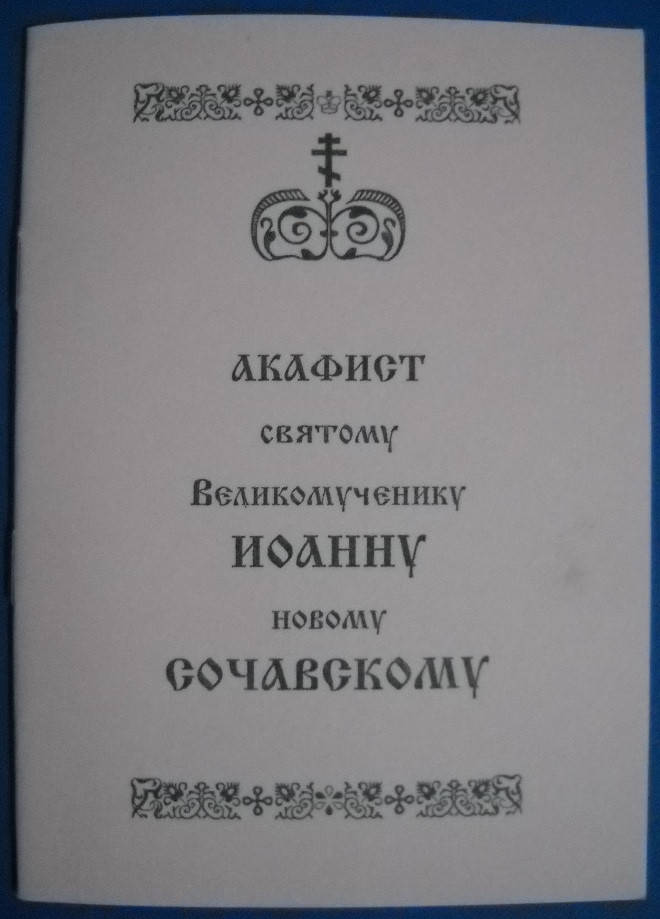 АКАФИСТ
святому
Великомученику
ИОАННУ
новому
СОЧАВСКОМУ